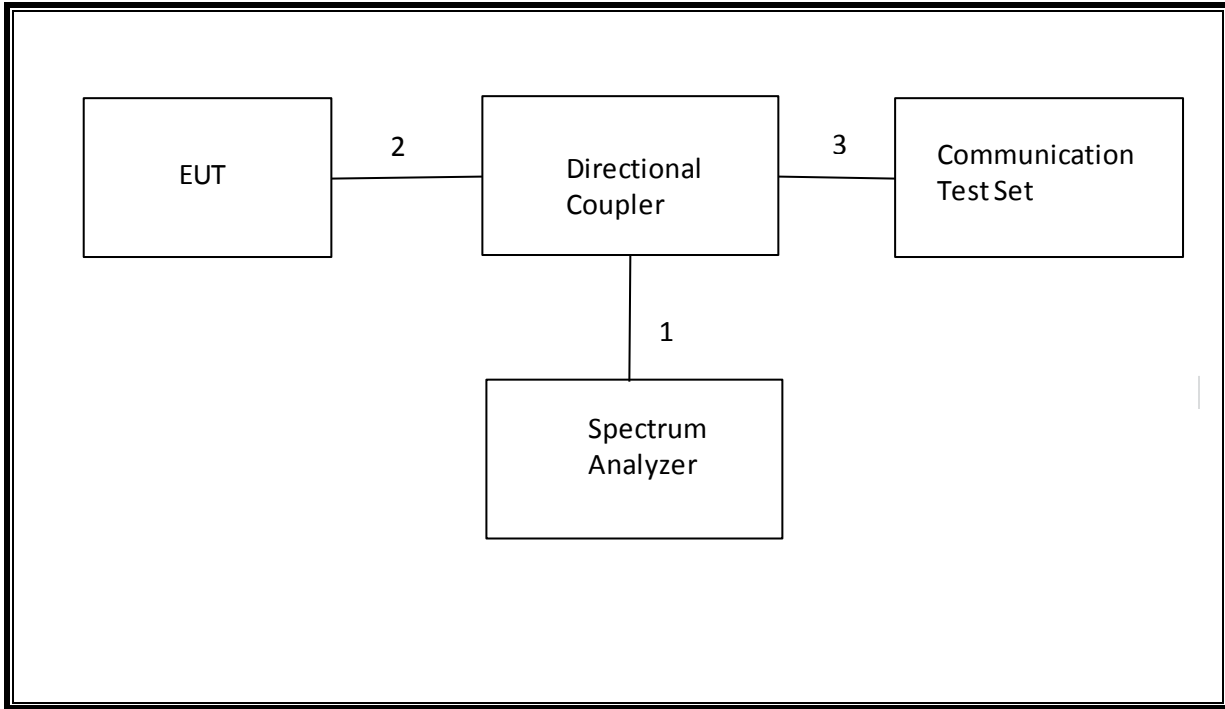 EUT
2
Directional
Coupler
3
Communication
Test Set
1
Spectrum
Analyzer